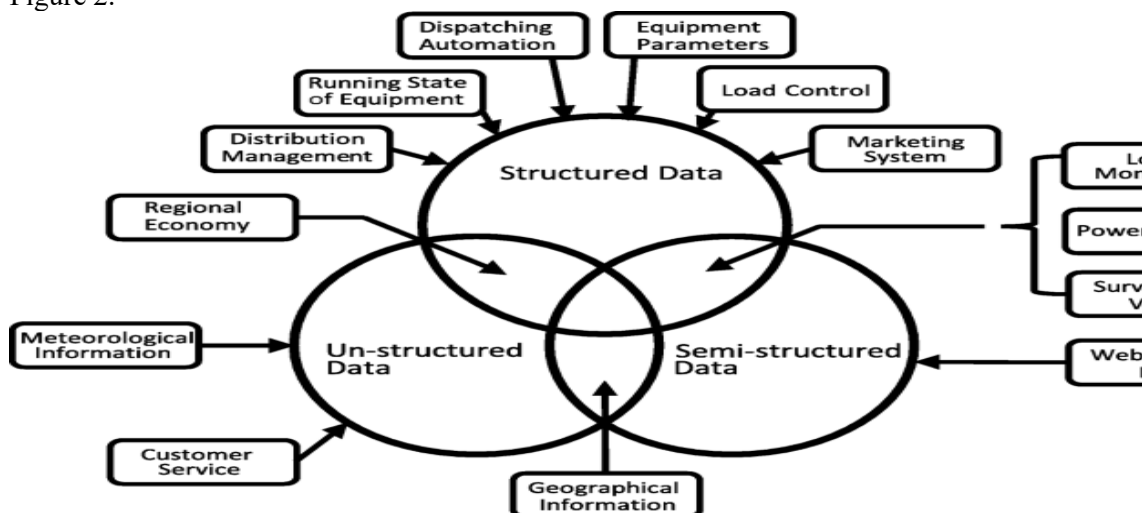 Figure 2.
Dispatching
Automation
Equipment
Parameters
Running State
of Equipment
Load Control
Distribution
Management
Marketing
System
Structured Data
Regional
Economy
Power
Meteorological
Information
Un-structured
Data
Semi-structured
Data
Web
Customer
Service
Geographical
Information